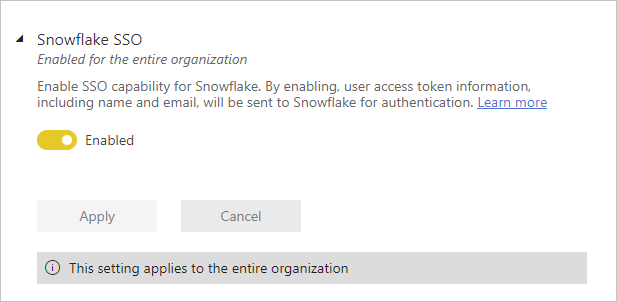 Snowflake SSO
Enabled for the entire organization
Enable SSO capability for Snowflake. By enabling, user access token information,
including name and email, will be sent to Snowflake for authentication. Learn more
Enabled
Apply
Cancel
This setting applies to the entire organization